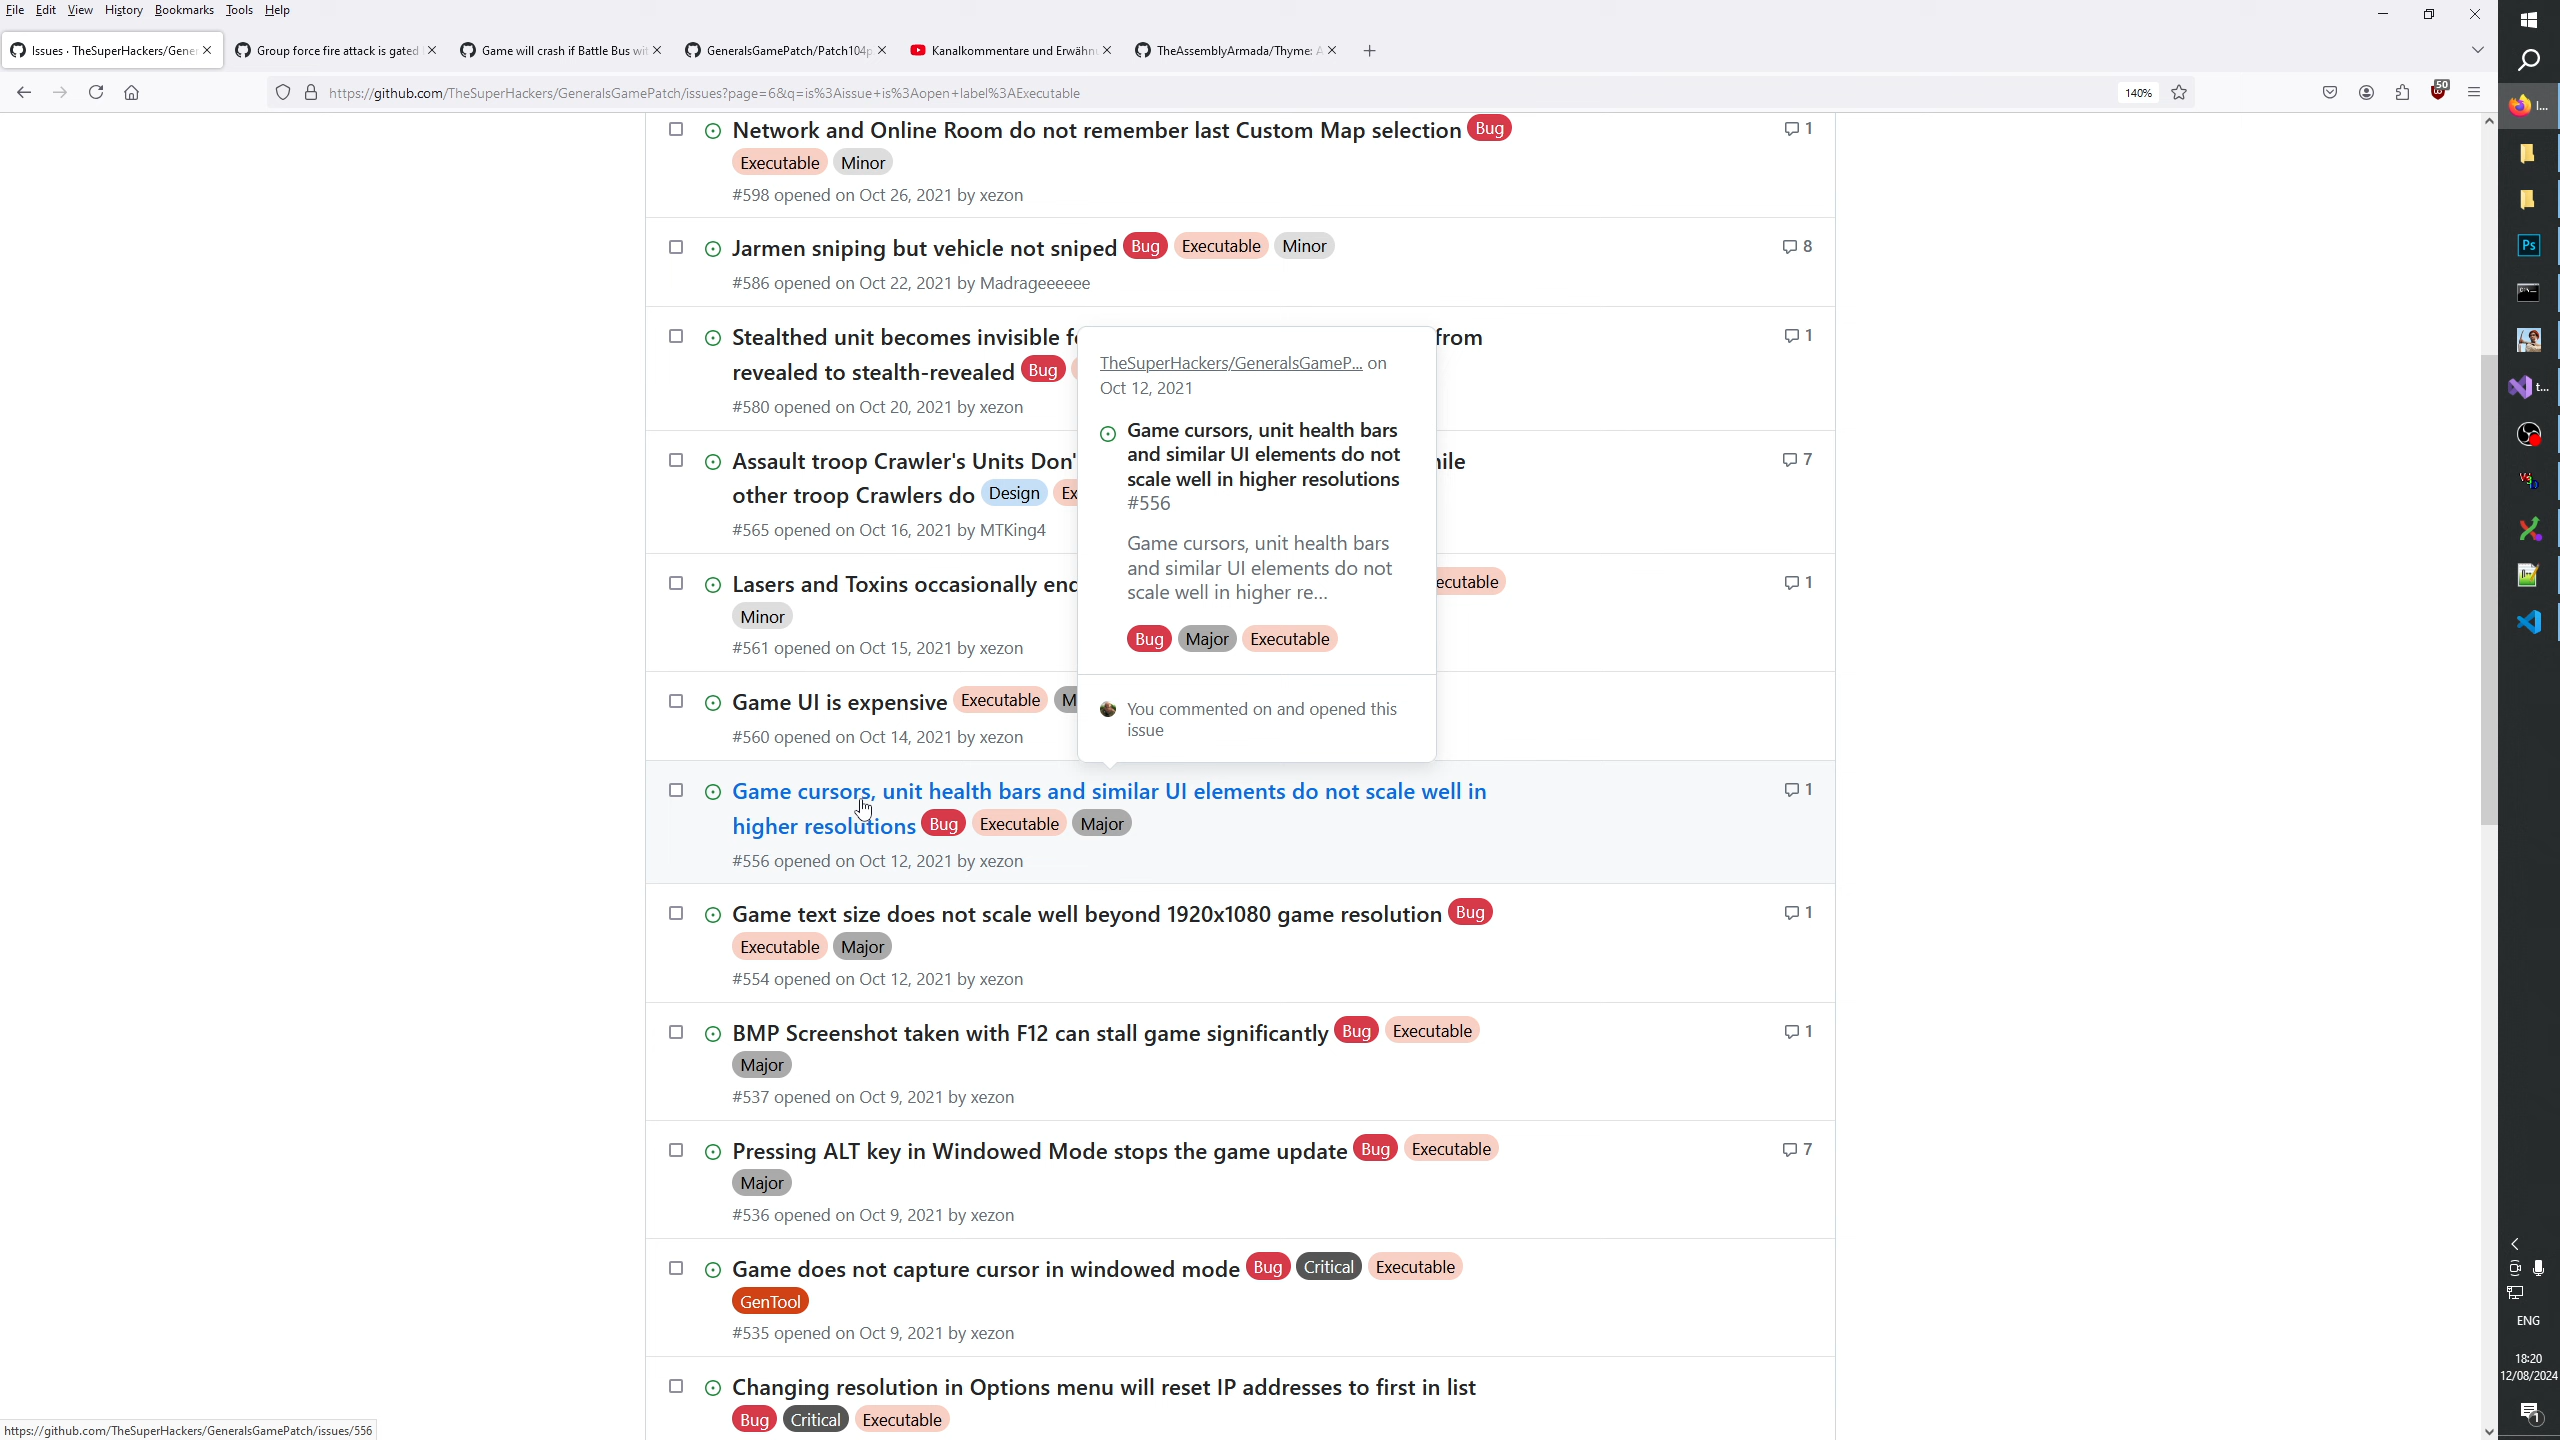 File Edit View History Bookmarks Tools Help
Issues · TheSuperHackers/Gener
Group force fire attack is gated
Game will crash if Battle Bus wit
GeneralsGamePatch/Patch104p
Kanalkommentare und Erwähn
TheAssemblyArmada/Thyme: A
https://github.com/TheSuperHackers/GeneralsGamePatch/issues?page=6&q=is%3Aissue+is%3Aopen+label%3AExecutable
140%
50
Network and Online Room do not remember last Custom Map selection Bug 1
Executable Minor
#598 opened on Oct 26, 2021 by xezon
Jarmen sniping but vehicle not sniped Bug Executable Minor 8
#586 opened on Oct 22, 2021 by Madrageeeeee
Stealthed unit becomes invisible f from 1
revealed to stealth-revealed Bug
#580 opened on Oct 20, 2021 by xezon
Assault troop Crawler's Units Don' ile 7
other troop Crawlers do Design Ex
#565 opened on Oct 16, 2021 by MTKing4
Lasers and Toxins occasionally end ecutable 1
Minor
#561 opened on Oct 15, 2021 by xezon
Game UI is expensive Executable M
#560 opened on Oct 14, 2021 by xezon
TheSuperHackers/GeneralsGameP... on
Oct 12, 2021
Game cursors, unit health bars
and similar UI elements do not
scale well in higher resolutions
#556
Game cursors, unit health bars
and similar UI elements do not
scale well in higher re...
Bug Major Executable
You commented on and opened this
issue
Game cursors, unit health bars and similar UI elements do not scale well in 1
higher resolutions Bug Executable Major
#556 opened on Oct 12, 2021 by xezon
Game text size does not scale well beyond 1920x1080 game resolution Bug 1
Executable Major
#554 opened on Oct 12, 2021 by xezon
BMP Screenshot taken with F12 can stall game significantly Bug Executable 1
Major
#537 opened on Oct 9, 2021 by xezon
Pressing ALT key in Windowed Mode stops the game update Bug Executable 7
Major
#536 opened on Oct 9, 2021 by xezon
Game does not capture cursor in windowed mode Bug Critical Executable
GenTool
#535 opened on Oct 9, 2021 by xezon
Changing resolution in Options menu will reset IP addresses to first in list
Bug Critical Executable
https://github.com/TheSuperHackers/GeneralsGamePatch/issues/556
I...
Ps
t...
ENG
18:20
12/08/2024
1